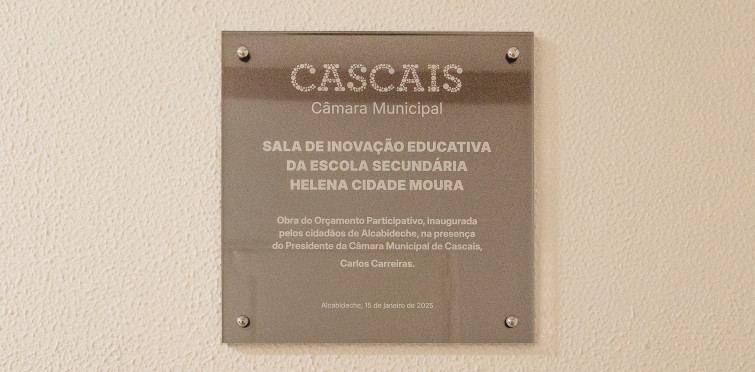 CASCAIS
Câmara Municipal
SALA DE INOVAÇÃO EDUCATIVA
DA ESCOLA SECUNDÁRIA
HELENA CIDADE MOURA
Obra do Orçamento Participativo, inaugurada
pelos cidadãos de Alcabideche, na presença
do Presidente da Câmara Municipal de Cascais,
Carlos Carreiras.
Alcabideche, 15 de janeiro de 2025